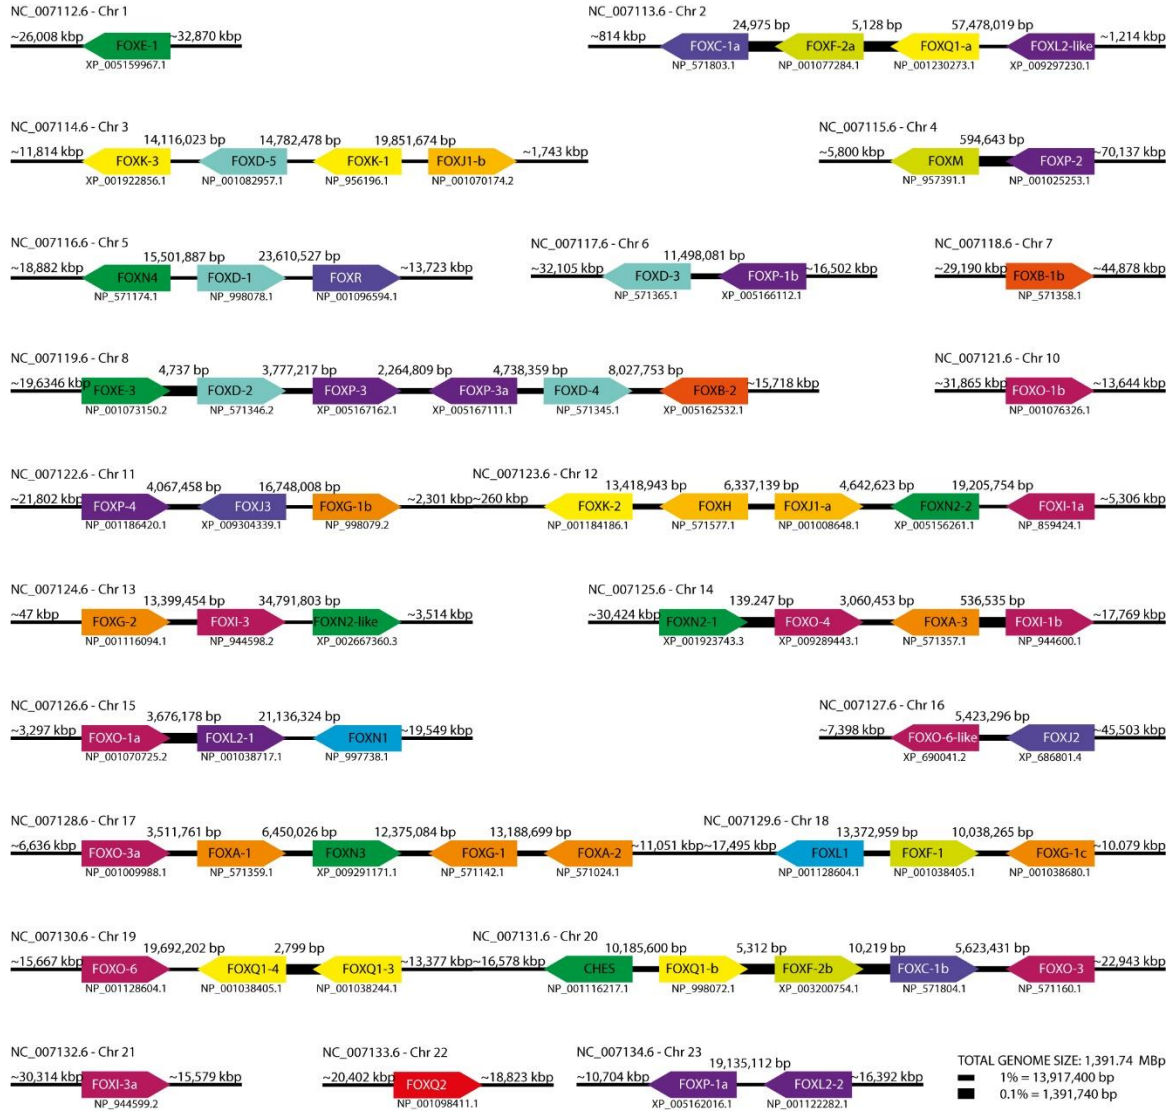 NC_007112.6 - Chr 1
~26,008 kbp FOXE-1 ~32,870 kbp
XP_005159967.1
NC_007113.6 - Chr 2
24,975 bp 5,128 bp 57,478,019 bp
~814 kbp FOXC-1a FOXF-2a FOXQ1-a FOXL2-like ~1,214 kbp
NP_571803.1 NP_001077284.1 NP_001230273.1 XP_009297230.1
NC_007114.6 - Chr 3
14,116,023 bp 14,782,478 bp 19,851,674 bp
~11,814 kbp FOXK-3 FOXD-5 FOXK-1 FOXJ1-b ~1,743 kbp
XP_001922856.1 NP_001082957.1 NP_956196.1 NP_001070174.2
NC_007115.6 - Chr 4
594,643 bp
~5,800 kbp FOXM FOXP-2 ~70,137 kbp
NP_957391.1 NP_001025253.1
NC_007116.6 - Chr 5
15,501,887 bp 23,610,527 bp
~18,882 kbp FOXN4 FOXD-1 FOXR ~13,723 kbp
NP_571174.1 NP_998078.1 NP_001096594.1
NC_007117.6 - Chr 6
11,498,081 bp
~32,105 kbp FOXD-3 FOXP-1b ~16,502 kbp
NP_571365.1 XP_005166112.1
NC_007118.6 - Chr 7
~29,190 kbp FOXB-1b ~44,878 kbp
NP_571358.1
NC_007119.6 - Chr 8
4,737 bp 3,777,217 bp 2,264,809 bp 4,738,359 bp 8,027,753 bp
~19,6346 kbp FOXE-3 FOXD-2 FOXP-3 FOXP-3a FOXD-4 FOXB-2 ~15,718 kbp
NP_001073150.2 NP_571346.2 XP_005167162.1 XP_005167111.1 NP_571345.1 XP_005162532.1
NC_007121.6 - Chr 10
~31,865 kbp FOXO-1b ~13,644 kbp
NP_001076326.1
NC_007122.6 - Chr 11
4,067,458 bp 16,748,008 bp
~21,802 kbp FOXP-4 FOXJ3 FOXG-1b ~2,301 kbp
NP_001186420.1 XP_009304339.1 NP_998079.2
NC_007123.6 - Chr 12
13,418,943 bp 6,337,139 bp 4,642,623 bp 19,205,754 bp
~260 kbp FOXK-2 FOXH FOXJ1-a FOXN2-2 FOXI-1a ~5,306 kbp
NP_001184186.1 NP_571577.1 NP_001008648.1 XP_005156261.1 NP_859424.1
NC_007124.6 - Chr 13
13,399,454 bp 34,791,803 bp
~47 kbp FOXG-2 FOXI-3 FOXN2-like ~3,514 kbp
NP_001116094.1 NP_944598.2 XP_002667360.3
NC_007125.6 - Chr 14
139.247 bp 3,060,453 bp 536,535 bp
~30,424 kbp FOXN2-1 FOXO-4 FOXA-3 FOXI-1b ~17,769 kbp
XP_001923743.3 XP_009289443.1 NP_571357.1 NP_944600.1
NC_007126.6 - Chr 15
3,676,178 bp 21,136,324 bp
~3,297 kbp FOXO-1a FOXL2-1 FOXN1 ~19,549 kbp
NP_001070725.2 NP_001038717.1 NP_997738.1
NC_007127.6 - Chr 16
5,423,296 bp
~7,398 kbp FOXO-6-like FOXJ2 ~45,503 kbp
XP_690041.2 XP_686801.4
NC_007128.6 - Chr 17
3,511,761 bp 6,450,026 bp 12,375,084 bp 13,188,699 bp
~6,636 kbp FOXO-3a FOXA-1 FOXN3 FOXG-1 FOXA-2 ~11,051 kbp
NP_001009988.1 NP_571359.1 XP_009291171.1 NP_571142.1 NP_571024.1
NC_007129.6 - Chr 18
13,372,959 bp 10,038,265 bp
~17,495 kbp FOXL1 FOXF-1 FOXG-1c ~10.079 kbp
NP_001128604.1 NP_001038405.1 NP_001038680.1
NC_007130.6 - Chr 19
19,692,202 bp 2,799 bp
~15,667 kbp FOXO-6 FOXQ1-4 FOXQ1-3 ~13,377 kbp
NP_001128604.1 NP_001038405.1 NP_001038244.1
NC_007131.6 - Chr 20
10,185,600 bp 5,312 bp 10,219 bp 5,623,431 bp
~16,578 kbp CHES FOXQ1-b FOXF-2b FOXC-1b FOXO-3 ~22,943 kbp
NP_001116217.1 NP_998072.1 XP_003200754.1 NP_571804.1 NP_571160.1
NC_007132.6 - Chr 21
~30,314 kbp FOXI-3a ~15,579 kbp
NP_944599.2
NC_007133.6 - Chr 22
~20,402 kbp FOXQ2 ~18,823 kbp
NP_001098411.1
NC_007134.6 - Chr 23
19,135,112 bp
~10,704 kbp FOXP-1a FOXL2-2 ~16,392 kbp
XP_005162016.1 NP_001122282.1
TOTAL GENOME SIZE: 1,391.74 MBp
1% = 13,917,400 bp
0.1% = 1,391,740 bp